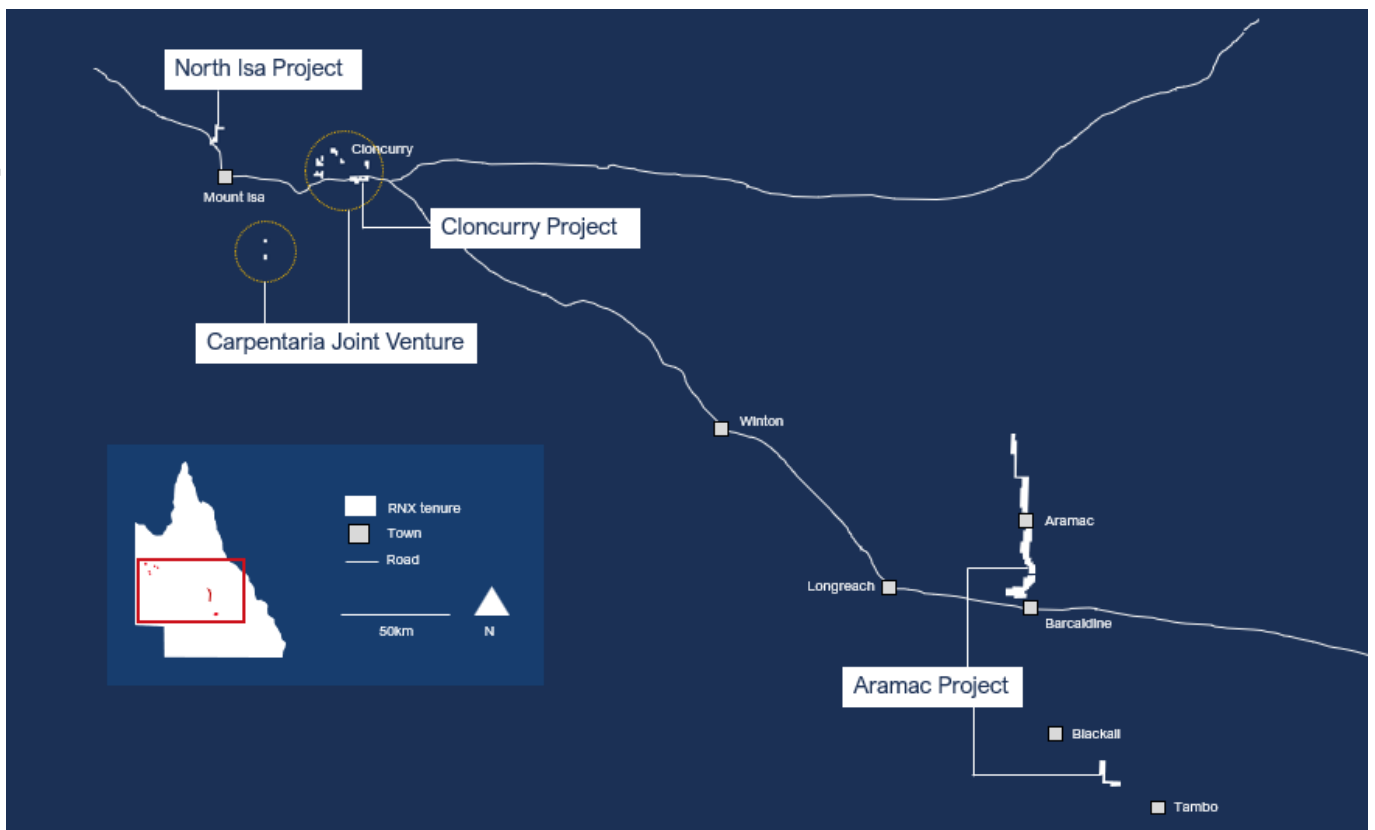 North Isa Project
Cloncurry
Mount Isa
Cloncurry Project
Carpentaria Joint Venture
Winton
RNX tenure
Town
Road
50km
N
Aramac
Longreach
Barcaldine
Aramac Project
Blackall
Tambo